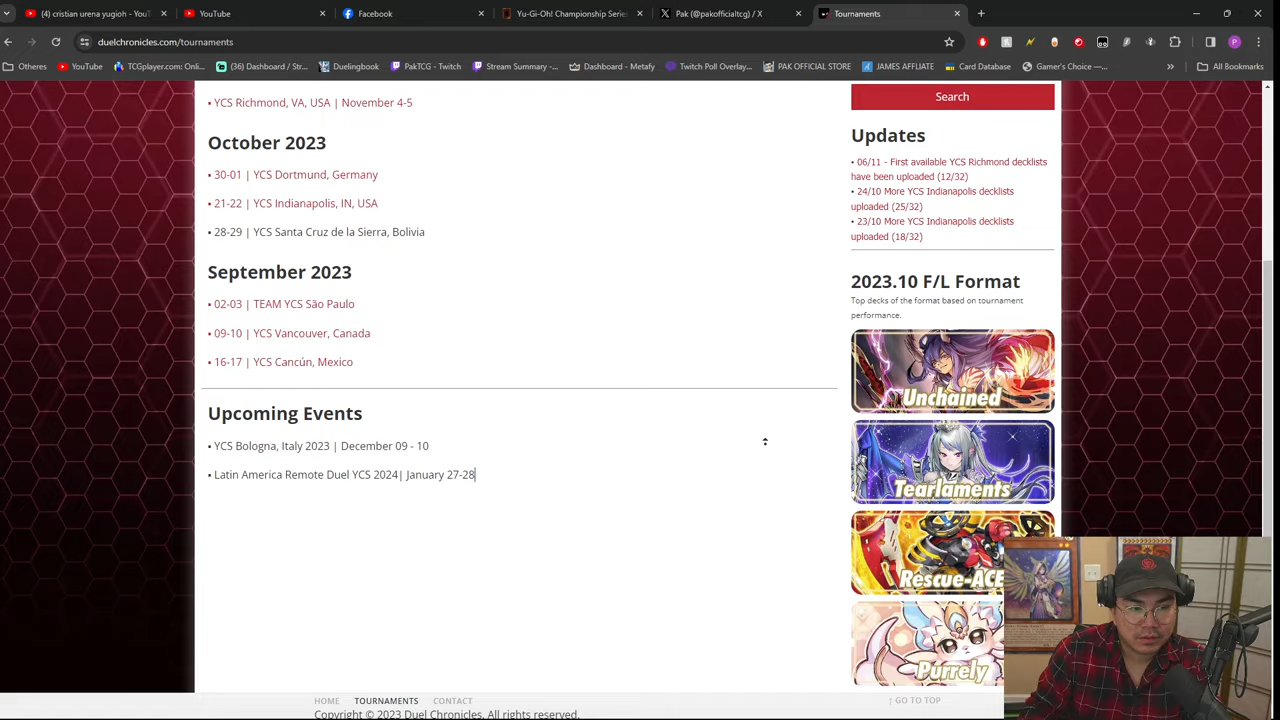 (4) cristian urena yugioh - YouT
YouTube
Facebook
Yu-Gi-Oh! Championship Series
Pak (@pakofficialtcg) / X
Tournaments
duelchronicles.com/tournaments
Otheres
YouTube
TCGplayer.com: Onli...
(36) Dashboard / Str...
Duelingbook
PakTCG - Twitch
Stream Summary -...
Dashboard - Metafy
Twitch Poll Overlay...
PAK OFFICIAL STORE
JAMES AFFLIATE
Card Database
Gamer's Choice —...
»
All Bookmarks
• YCS Richmond, VA, USA | November 4-5
October 2023
• 30-01 | YCS Dortmund, Germany
• 21-22 | YCS Indianapolis, IN, USA
• 28-29 | YCS Santa Cruz de la Sierra, Bolivia
September 2023
• 02-03 | TEAM YCS São Paulo
• 09-10 | YCS Vancouver, Canada
• 16-17 | YCS Cancún, Mexico
Upcoming Events
• YCS Bologna, Italy 2023 | December 09 - 10
• Latin America Remote Duel YCS 2024| January 27-28
Search
Updates
• 06/11 - First available YCS Richmond decklists
have been uploaded (12/32)
• 24/10 More YCS Indianapolis decklists
uploaded (25/32)
• 23/10 More YCS Indianapolis decklists
uploaded (18/32)
2023.10 F/L Format
Top decks of the format based on tournament
performance.
Unchained
Tearlaments
Rescue-ACE
Purrely
HOME
TOURNAMENTS
CONTACT
↑ GO TO TOP
Copyright © 2023 Duel Chronicles. All rights reserved.